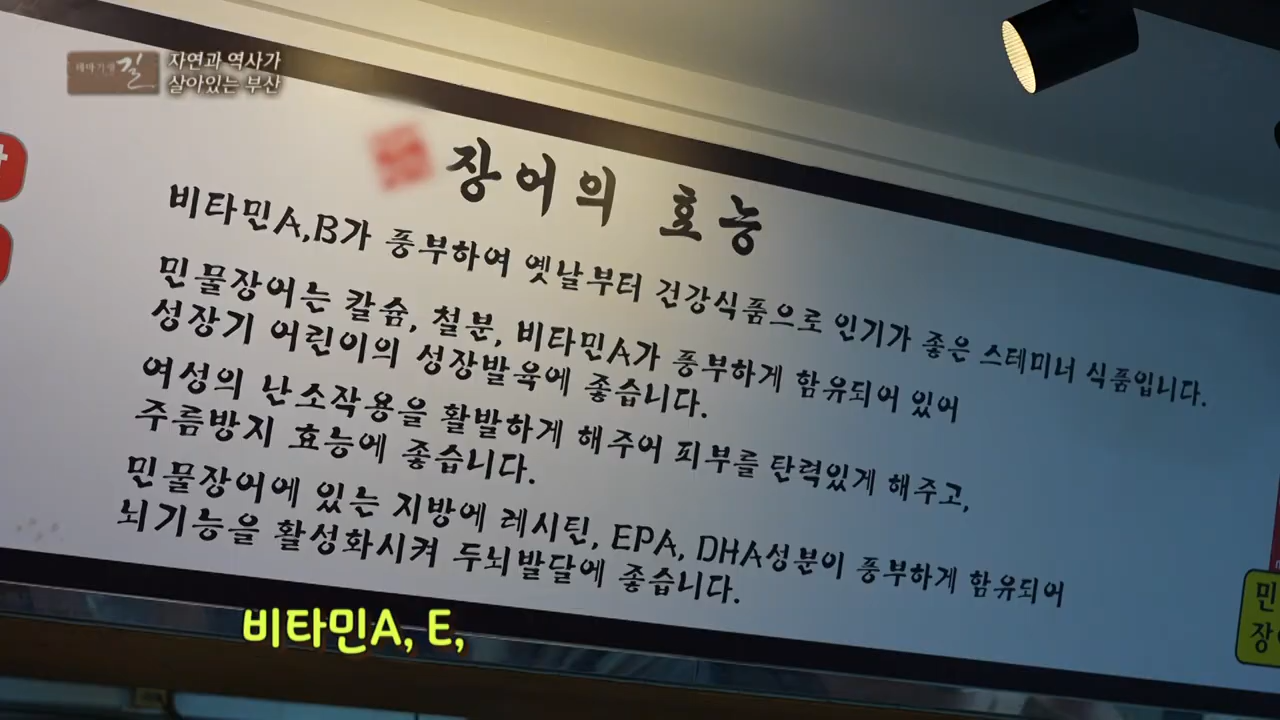 테마기행 길
자연과 역사가
살아있는 부산
장어의 효능
비타민A,B가 풍부하여 옛날부터 건강식품으로 인기가 좋은 스테미너 식품입니다.
민물장어는 칼슘, 철분, 비타민A가 풍부하게 함유되어 있어
성장기 어린이의 성장발육에 좋습니다.
여성의 난소작용을 활발하게 해주어 피부를 탄력있게 해주고,
주름방지 효능에 좋습니다.
민물장어에 있는 지방에 레시틴, EPA, DHA성분이 풍부하게 함유되어
뇌기능을 활성화시켜 두뇌발달에 좋습니다.
민
장
비타민A, E,